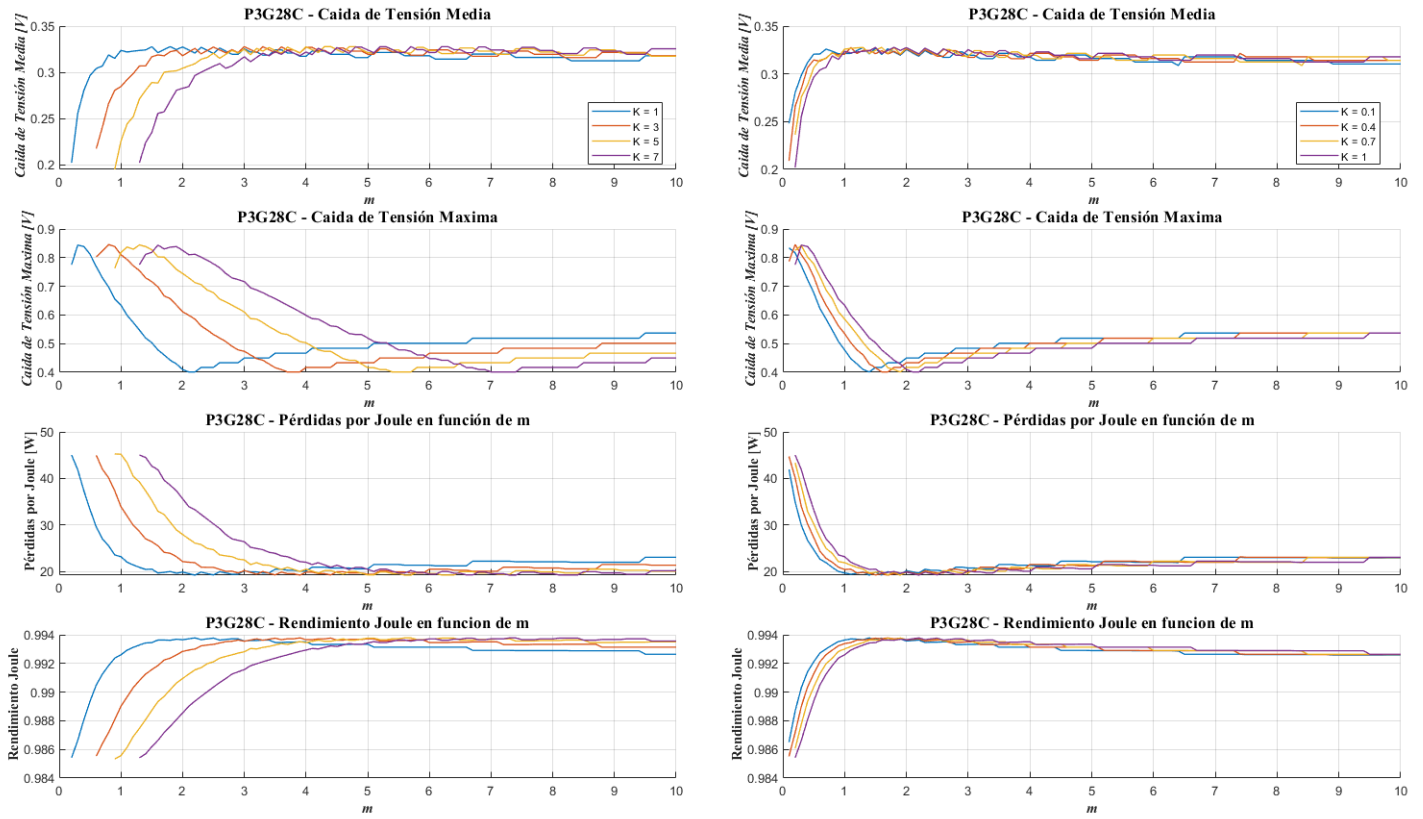 P3G28C - Caida de Tensión Media
Caida de Tensión Media [V]
0.35
0.3
0.25
0.2
0 1 2 3 4 5 6 7 8 9 10
m
K = 1
K = 3
K = 5
K = 7
P3G28C - Caida de Tensión Media
Caida de Tensión Media [V]
0.35
0.3
0.25
0.2
0 1 2 3 4 5 6 7 8 9 10
m
K = 0.1
K = 0.4
K = 0.7
K = 1
P3G28C - Caida de Tensión Maxima
Caida de Tensión Maxima [V]
0.9
0.8
0.7
0.6
0.5
0.4
0 1 2 3 4 5 6 7 8 9 10
m
P3G28C - Caida de Tensión Maxima
Caida de Tensión Maxima [V]
0.9
0.8
0.7
0.6
0.5
0.4
0 1 2 3 4 5 6 7 8 9 10
m
P3G28C - Pérdidas por Joule en función de m
Pérdidas por Joule [W]
50
40
30
20
0 1 2 3 4 5 6 7 8 9 10
m
P3G28C - Pérdidas por Joule en función de m
Pérdidas por Joule [W]
50
40
30
20
0 1 2 3 4 5 6 7 8 9 10
m
P3G28C - Rendimiento Joule en funcion de m
Rendimiento Joule
0.994
0.992
0.99
0.988
0.986
0.984
0 1 2 3 4 5 6 7 8 9 10
m
P3G28C - Rendimiento Joule en funcion de m
Rendimiento Joule
0.994
0.992
0.99
0.988
0.986
0.984
0 1 2 3 4 5 6 7 8 9 10
m